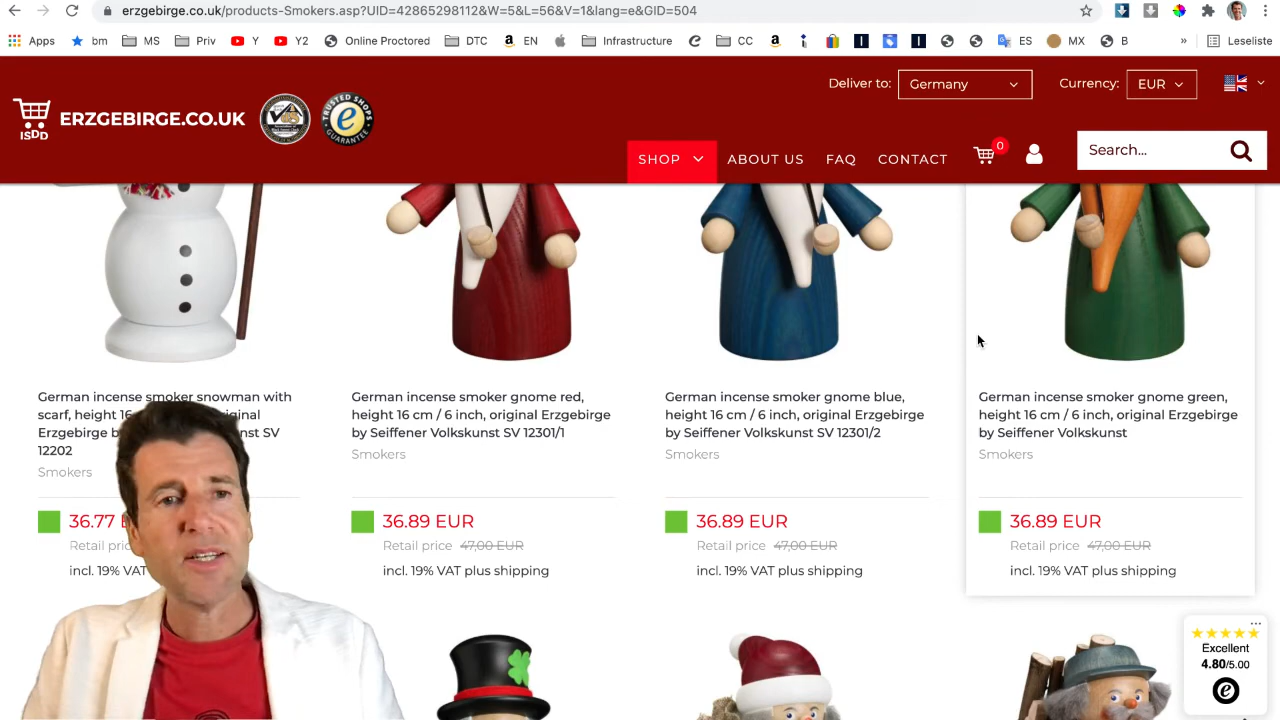 erzgebirge.co.uk/products-Smokers.asp?UID=42865298112&W=5&L=56&V=1&lang=e&GID=504
Apps bm MS Priv Y Y2 Online Proctored DTC EN Infrastructure CC ES MX B » Leseliste
Deliver to: Germany Currency: EUR
ISDD ERZGEBIRGE.CO.UK TRUSTED SHOPS GUARANTEE
SHOP ABOUT US FAQ CONTACT 0 Search...
German incense smoker snowman with
scarf, height 16
Erzgebirge b nst SV
12202
Smokers
36.77
Retail pric
incl. 19% VAT
German incense smoker gnome red,
height 16 cm / 6 inch, original Erzgebirge
by Seiffener Volkskunst SV 12301/1
Smokers
36.89 EUR
Retail price 47,00 EUR
incl. 19% VAT plus shipping
German incense smoker gnome blue,
height 16 cm / 6 inch, original Erzgebirge
by Seiffener Volkskunst SV 12301/2
Smokers
36.89 EUR
Retail price 47,00 EUR
incl. 19% VAT plus shipping
German incense smoker gnome green,
height 16 cm / 6 inch, original Erzgebirge
by Seiffener Volkskunst
Smokers
36.89 EUR
Retail price 47,00 EUR
incl. 19% VAT plus shipping
Excellent
4.80/5.00